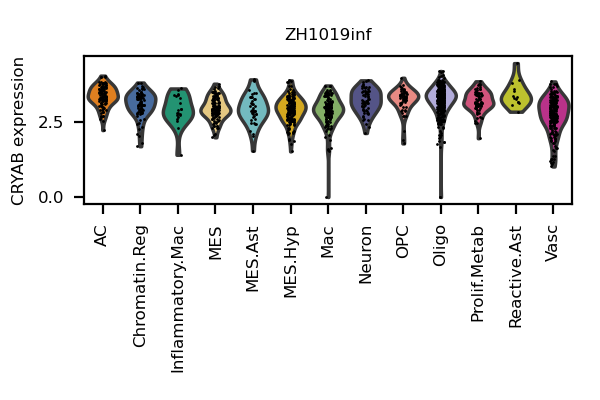 ZH1019inf
CRYAB expression
2.5
0.0
AC
Chromatin.Reg
Inflammatory.Mac
MES
MES.Ast
MES.Hyp
Mac
Neuron
OPC
Oligo
Prolif.Metab
Reactive.Ast
Vasc